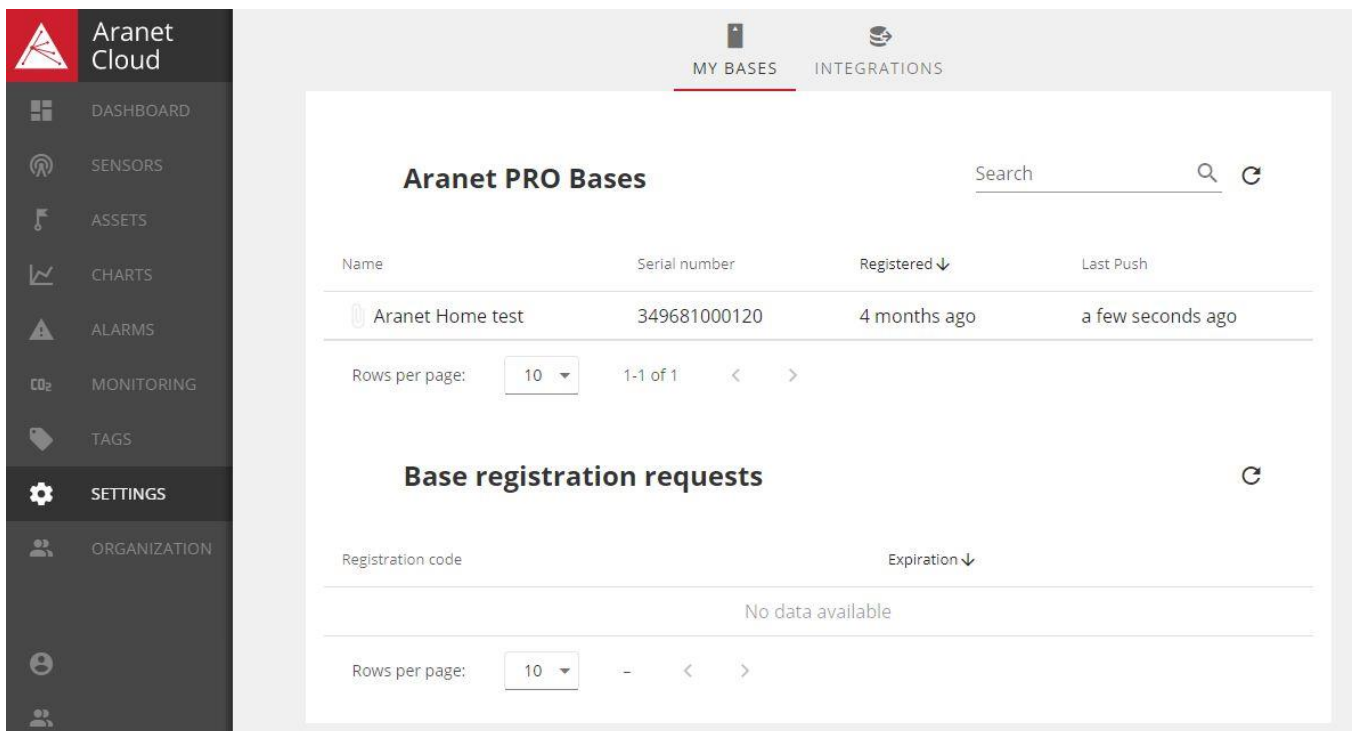 Aranet
Cloud
DASHBOARD
SENSORS
ASSETS
CHARTS
ALARMS
CO₂ MONITORING
TAGS
SETTINGS
ORGANIZATION
MY BASES INTEGRATIONS
Aranet PRO Bases Search
Name Serial number Registered Last Push
Aranet Home test 349681000120 4 months ago a few seconds ago
Rows per page: 10 1-1 of 1
Base registration requests
Registration code Expiration
No data available
Rows per page: 10 –